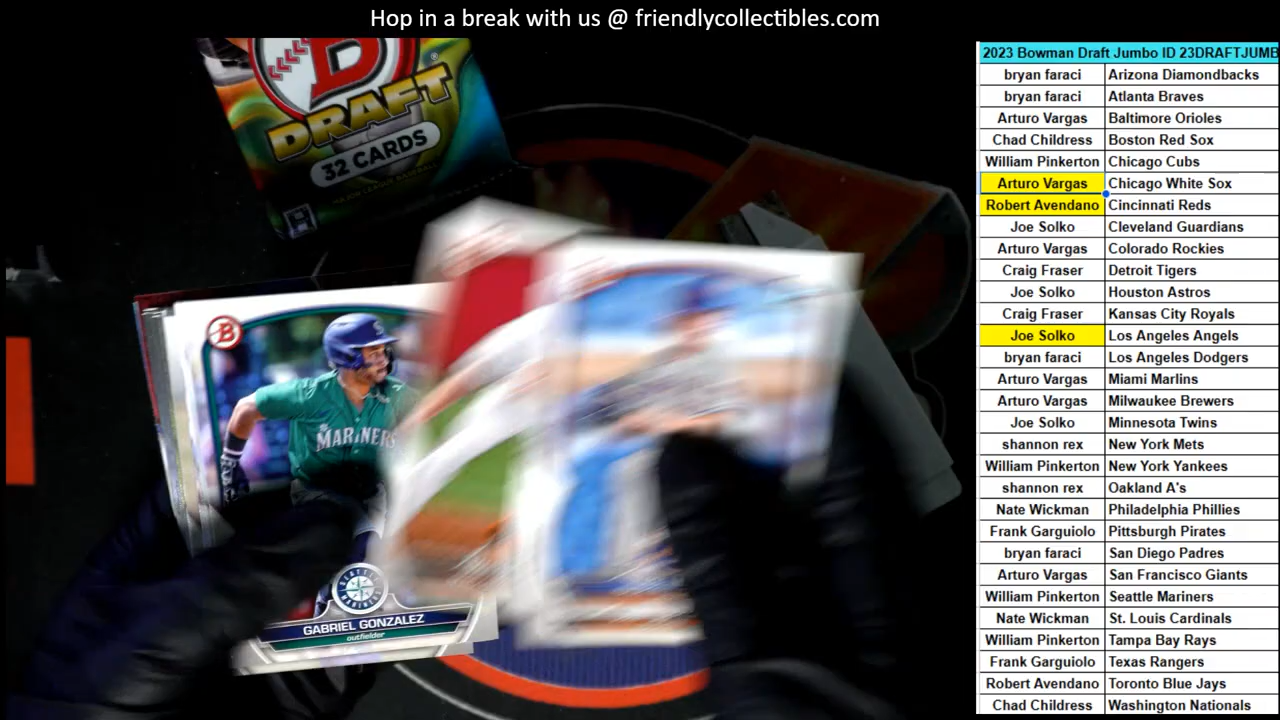 Hop in a break with us @ friendlycollectibles.com
B
DRAFT
32 CARDS
B
MARINERS
GABRIEL GONZALEZ
outfielder
2023 Bowman Draft Jumbo ID 23DRAFTJUMB
bryan faraci Arizona Diamondbacks
bryan faraci Atlanta Braves
Arturo Vargas Baltimore Orioles
Chad Childress Boston Red Sox
William Pinkerton Chicago Cubs
Arturo Vargas Chicago White Sox
Robert Avendano Cincinnati Reds
Joe Solko Cleveland Guardians
Arturo Vargas Colorado Rockies
Craig Fraser Detroit Tigers
Joe Solko Houston Astros
Craig Fraser Kansas City Royals
Joe Solko Los Angeles Angels
bryan faraci Los Angeles Dodgers
Arturo Vargas Miami Marlins
Arturo Vargas Milwaukee Brewers
Joe Solko Minnesota Twins
shannon rex New York Mets
William Pinkerton New York Yankees
shannon rex Oakland A's
Nate Wickman Philadelphia Phillies
Frank Garguiolo Pittsburgh Pirates
bryan faraci San Diego Padres
Arturo Vargas San Francisco Giants
William Pinkerton Seattle Mariners
Nate Wickman St. Louis Cardinals
William Pinkerton Tampa Bay Rays
Frank Garguiolo Texas Rangers
Robert Avendano Toronto Blue Jays
Chad Childress Washington Nationals